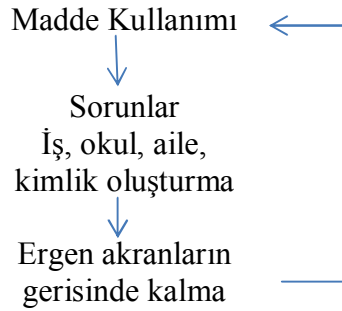 Madde Kullanımı
Sorunlar
İş, okul, aile,
kimlik oluşturma
Ergen akranların
gerisinde kalma